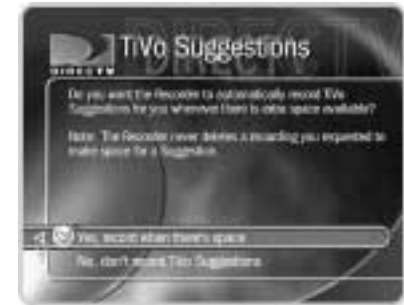 TiVo Suggestions
DIRECTV
Do you want the Recorder to automatically record TiVo
Suggestions for you whenever there is extra space available?
Note: The Recorder never deletes a recording you requested to
make space for a Suggestion.
Yes, record when there's space
No, don't record TiVo Suggestions